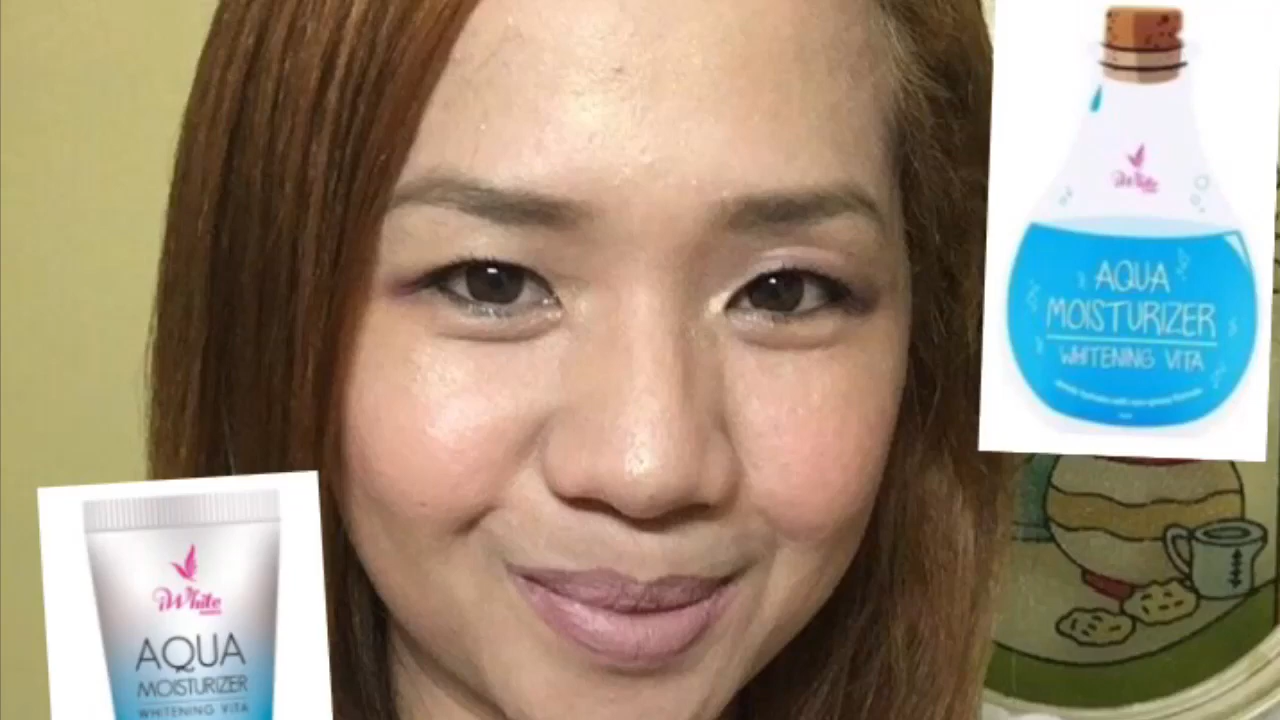 iWhite
AQUA
MOISTURIZER
WHITENING VITA
iWhite
AQUA
MOISTURIZER
WHITENING VITA